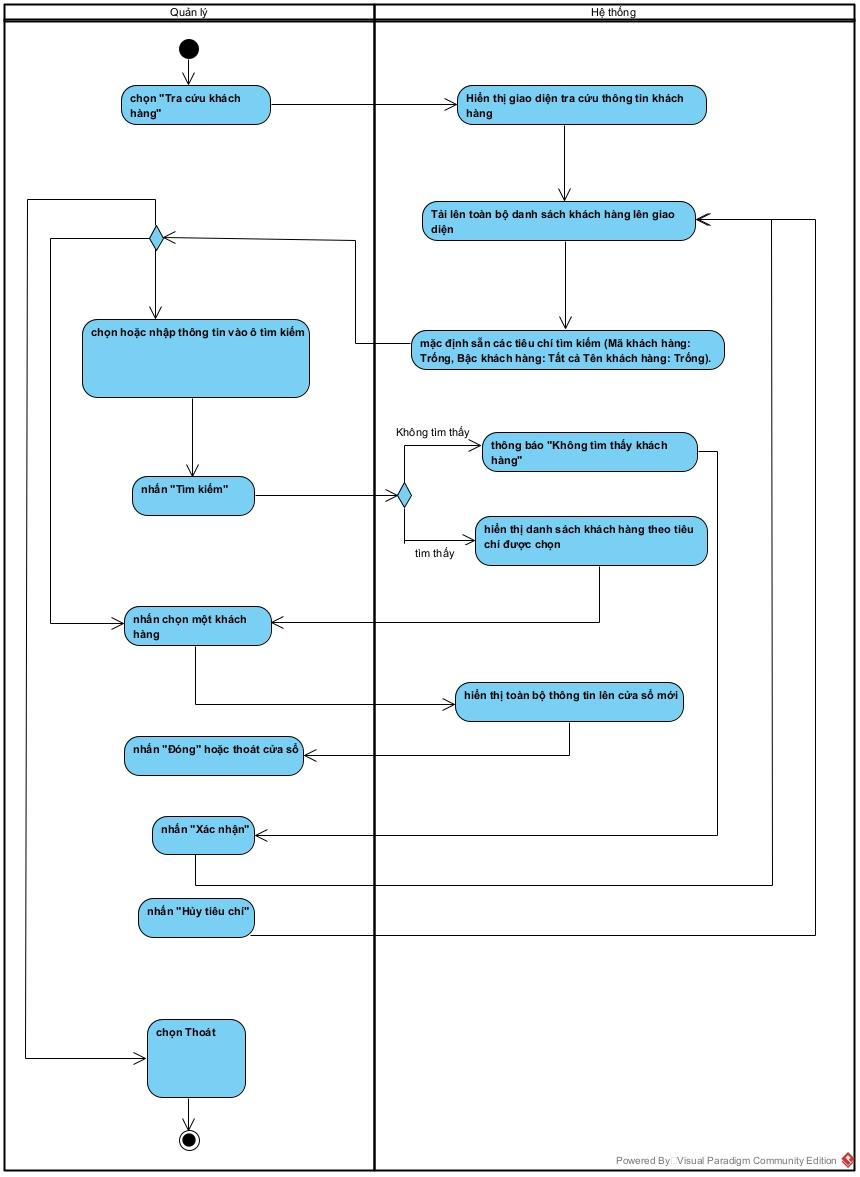 Quản lý
Hệ thống
chọn "Tra cứu khách
hàng"
Hiển thị giao diện tra cứu thông tin khách
hàng
Tải lên toàn bộ danh sách khách hàng lên giao
diện
chọn hoặc nhập thông tin vào ô tìm kiếm
mặc định sẵn các tiêu chí tìm kiếm (Mã khách hàng:
Trống, Bậc khách hàng: Tất cả Tên khách hàng: Trống).
Không tìm thấy
thông báo "Không tìm thấy khách
hàng"
nhấn "Tìm kiếm"
hiển thị danh sách khách hàng theo tiêu
chí được chọn
tìm thấy
nhấn chọn một khách
hàng
hiển thị toàn bộ thông tin lên cửa sổ mới
nhấn "Đóng" hoặc thoát cửa sổ
nhấn "Xác nhận"
nhấn "Hủy tiêu chí"
chọn Thoát
Powered By Visual Paradigm Community Edition